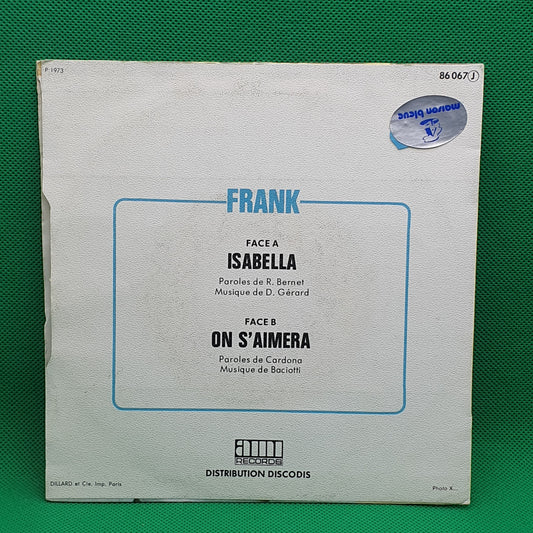 P 1973
86 067 J
maison bleue
FRANK
FACE A
ISABELLA
Paroles de R. Bernet
Musique de D. Gérard
FACE B
ON S'AIMERA
Paroles de Cardona
Musique de Baciotti
ami
RECORDS
DISTRIBUTION DISCODIS
DILLARD et Cie. Imp. Paris
Photo X...